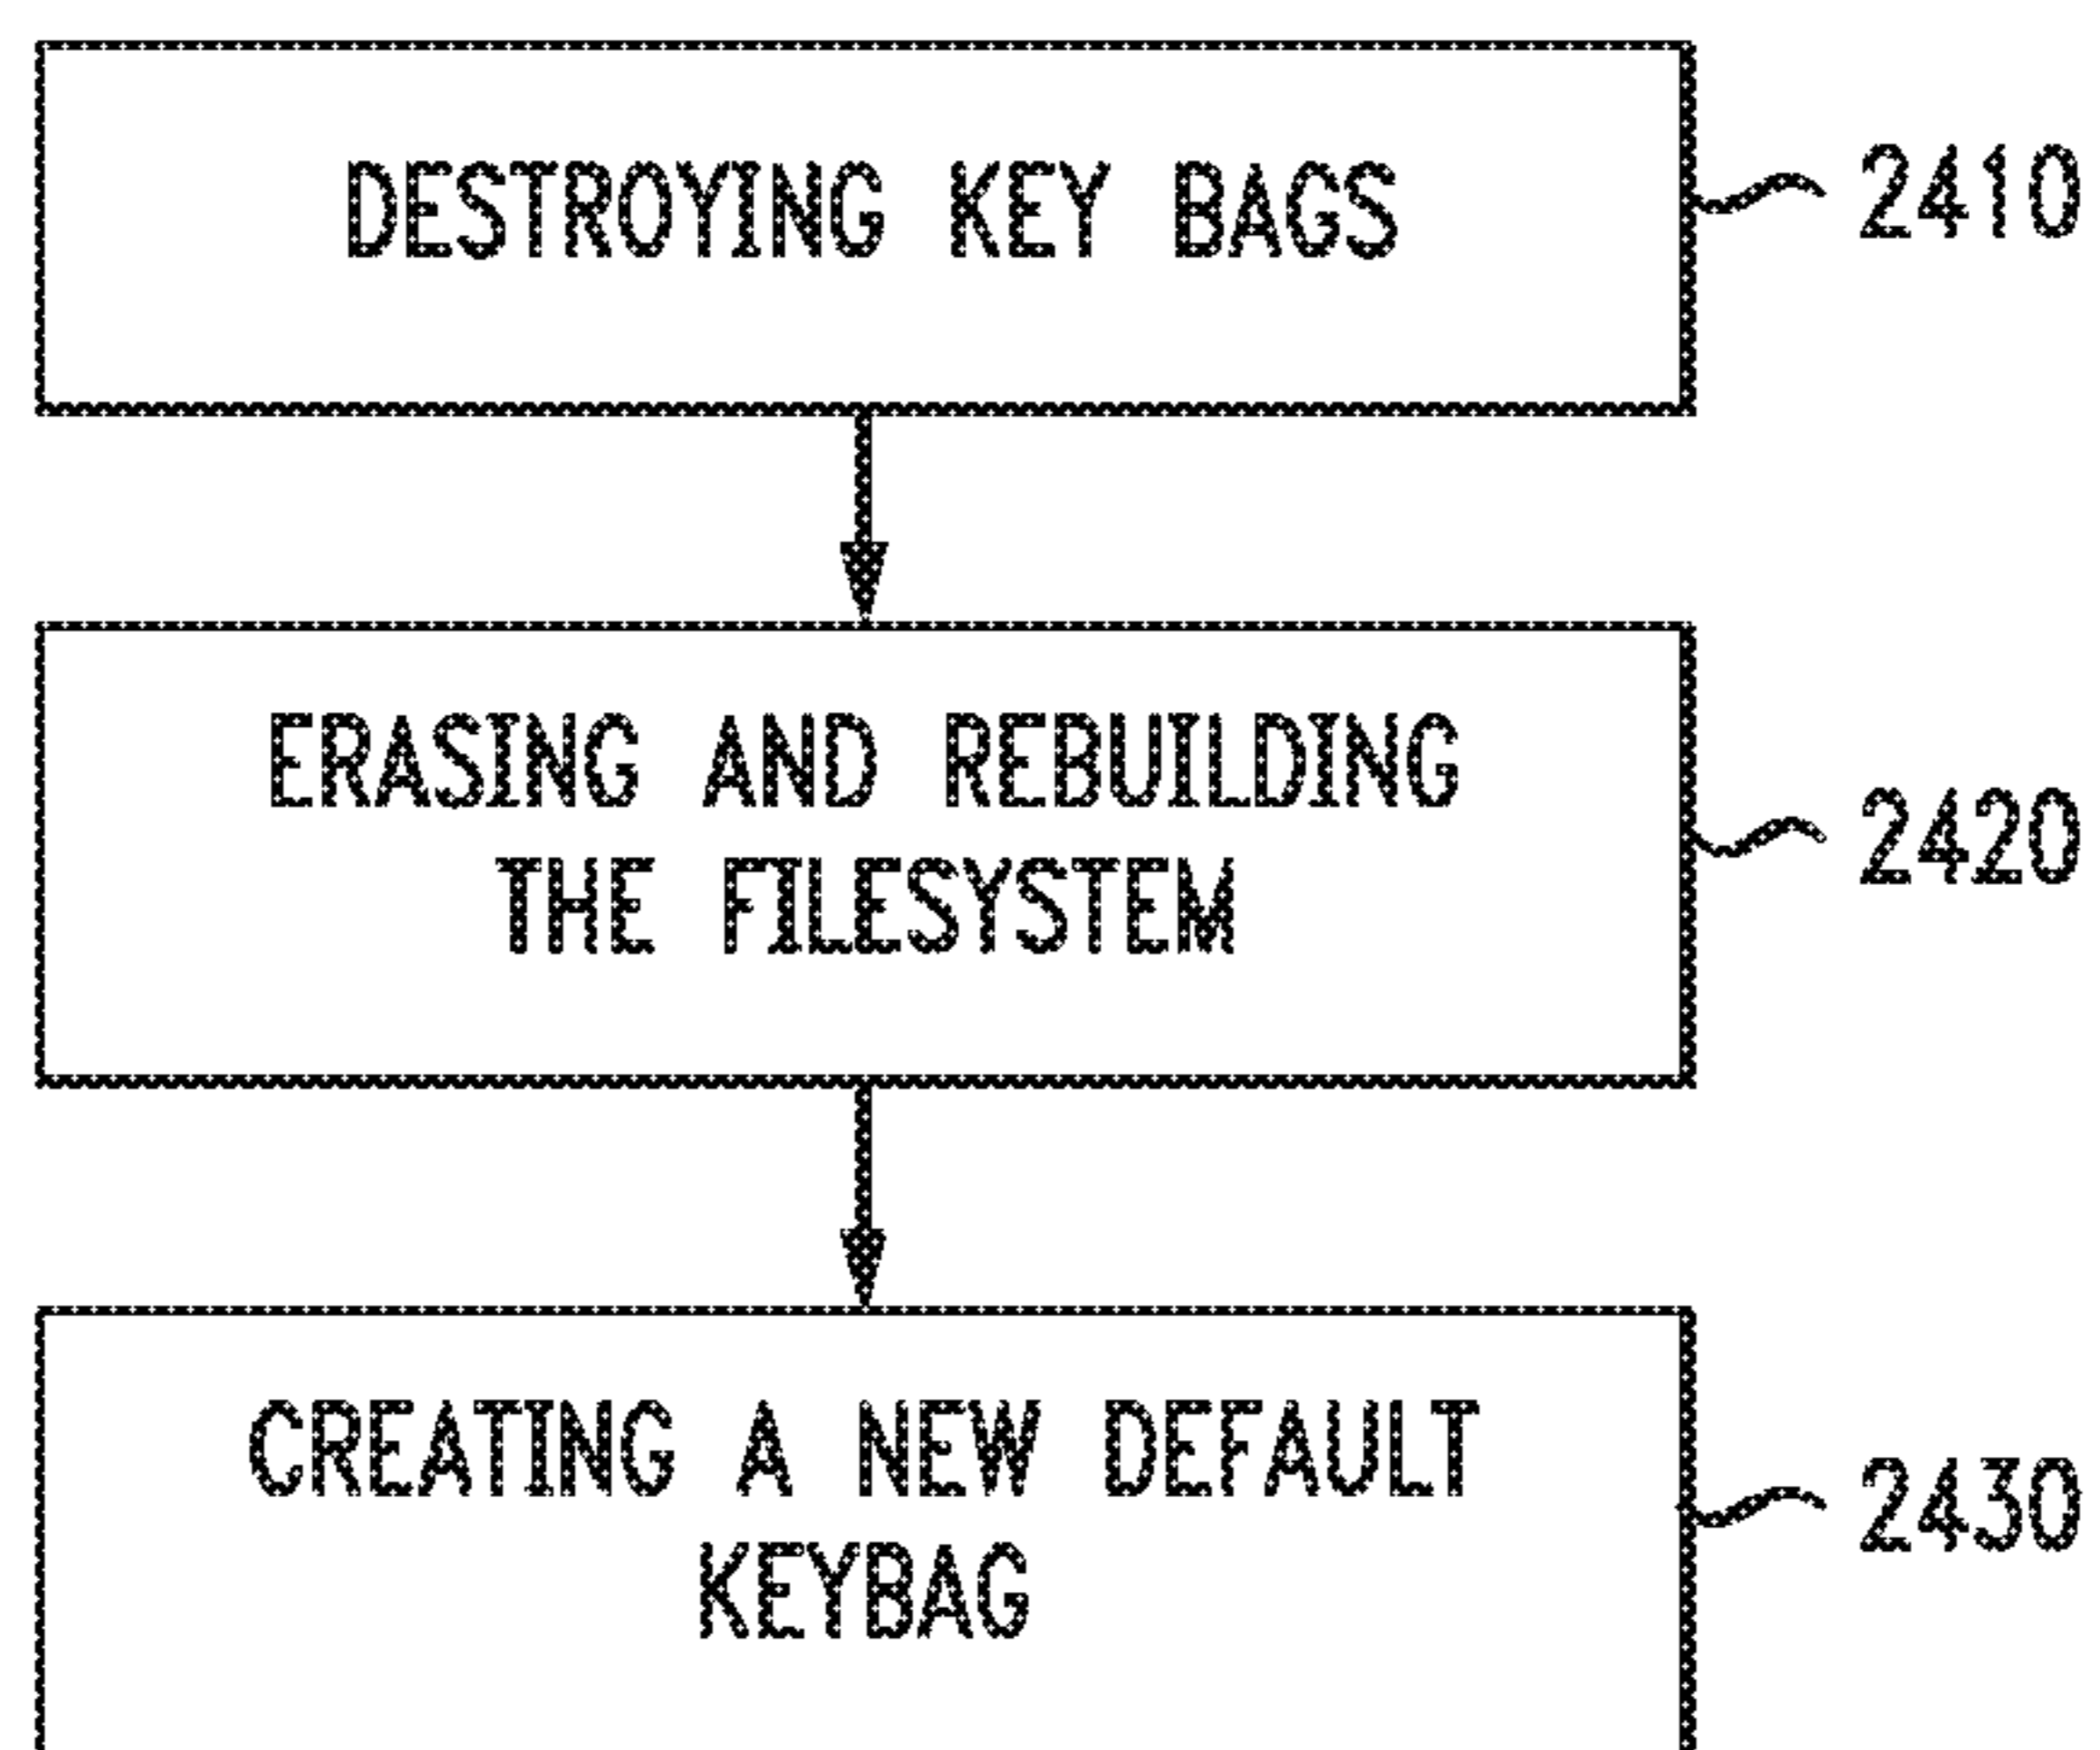 DESTROYING KEY BAGS
2410
ERASING AND REBUILDING
THE FILESYSTEM
2420
CREATING A NEW DEFAULT
KEYBAG
2430